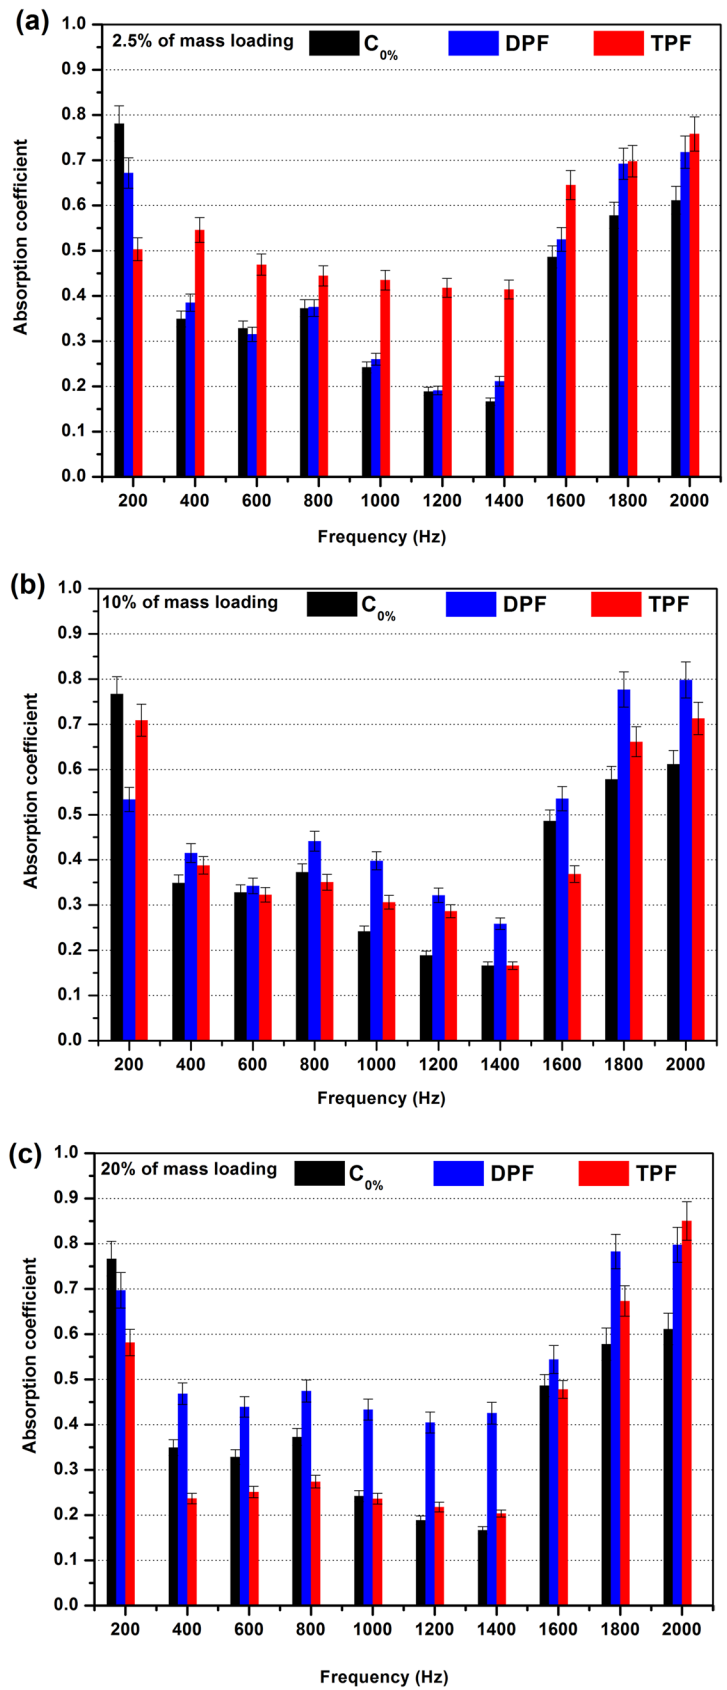 (a)
2.5% of mass loading C0% DPF TPF
Absorption coefficient
1.0
0.9
0.8
0.7
0.6
0.5
0.4
0.3
0.2
0.1
0.0
200 400 600 800 1000 1200 1400 1600 1800 2000
Frequency (Hz)
(b)
10% of mass loading C0% DPF TPF
Absorption coefficient
1.0
0.9
0.8
0.7
0.6
0.5
0.4
0.3
0.2
0.1
0.0
200 400 600 800 1000 1200 1400 1600 1800 2000
Frequency (Hz)
(c)
20% of mass loading C0% DPF TPF
Absorption coefficient
1.0
0.9
0.8
0.7
0.6
0.5
0.4
0.3
0.2
0.1
0.0
200 400 600 800 1000 1200 1400 1600 1800 2000
Frequency (Hz)